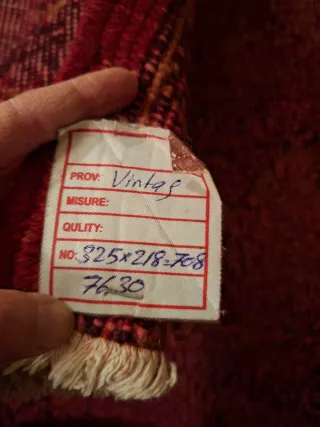 PROV: Vintag
MISURE:
QULITY:
NO: 325x218=708
7630